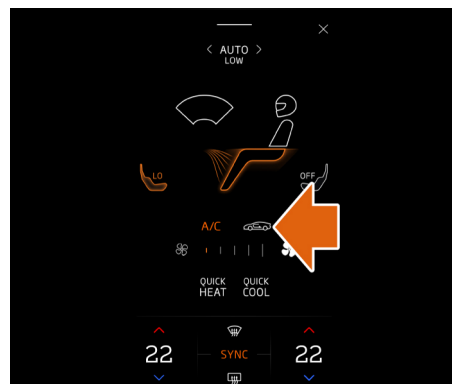 < AUTO >
LOW
LO
OFF
A/C
QUICK HEAT
QUICK COOL
22
SYNC
22